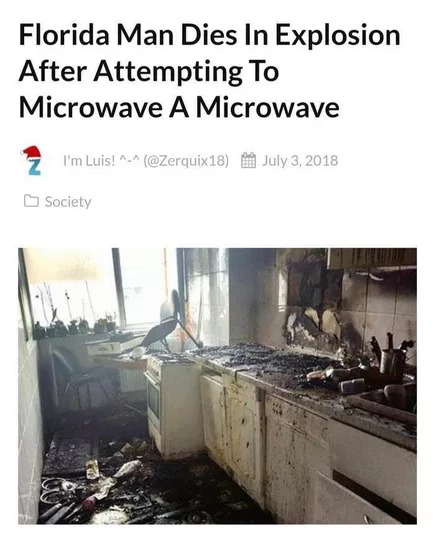 Florida Man Dies In Explosion
After Attempting To
Microwave A Microwave
Z I'm Luis! ^-^ (@Zerquix18) July 3, 2018
Society